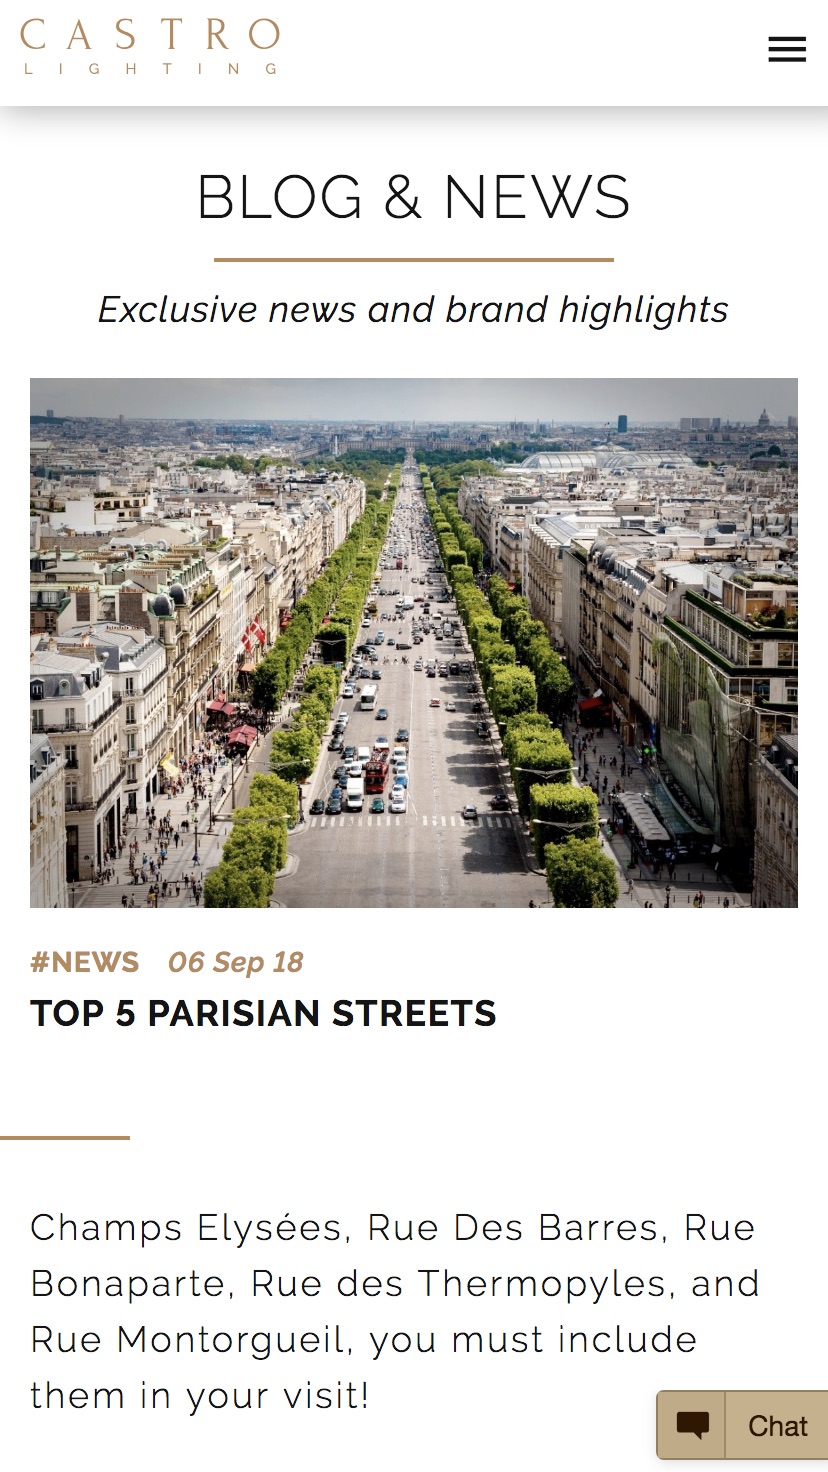 CASTRO
LIGHTING
BLOG & NEWS
Exclusive news and brand highlights
#NEWS 06 Sep 18
TOP 5 PARISIAN STREETS
Champs Elysées, Rue Des Barres, Rue
Bonaparte, Rue des Thermopyles, and
Rue Montorgueil, you must include
them in your visit!
Chat